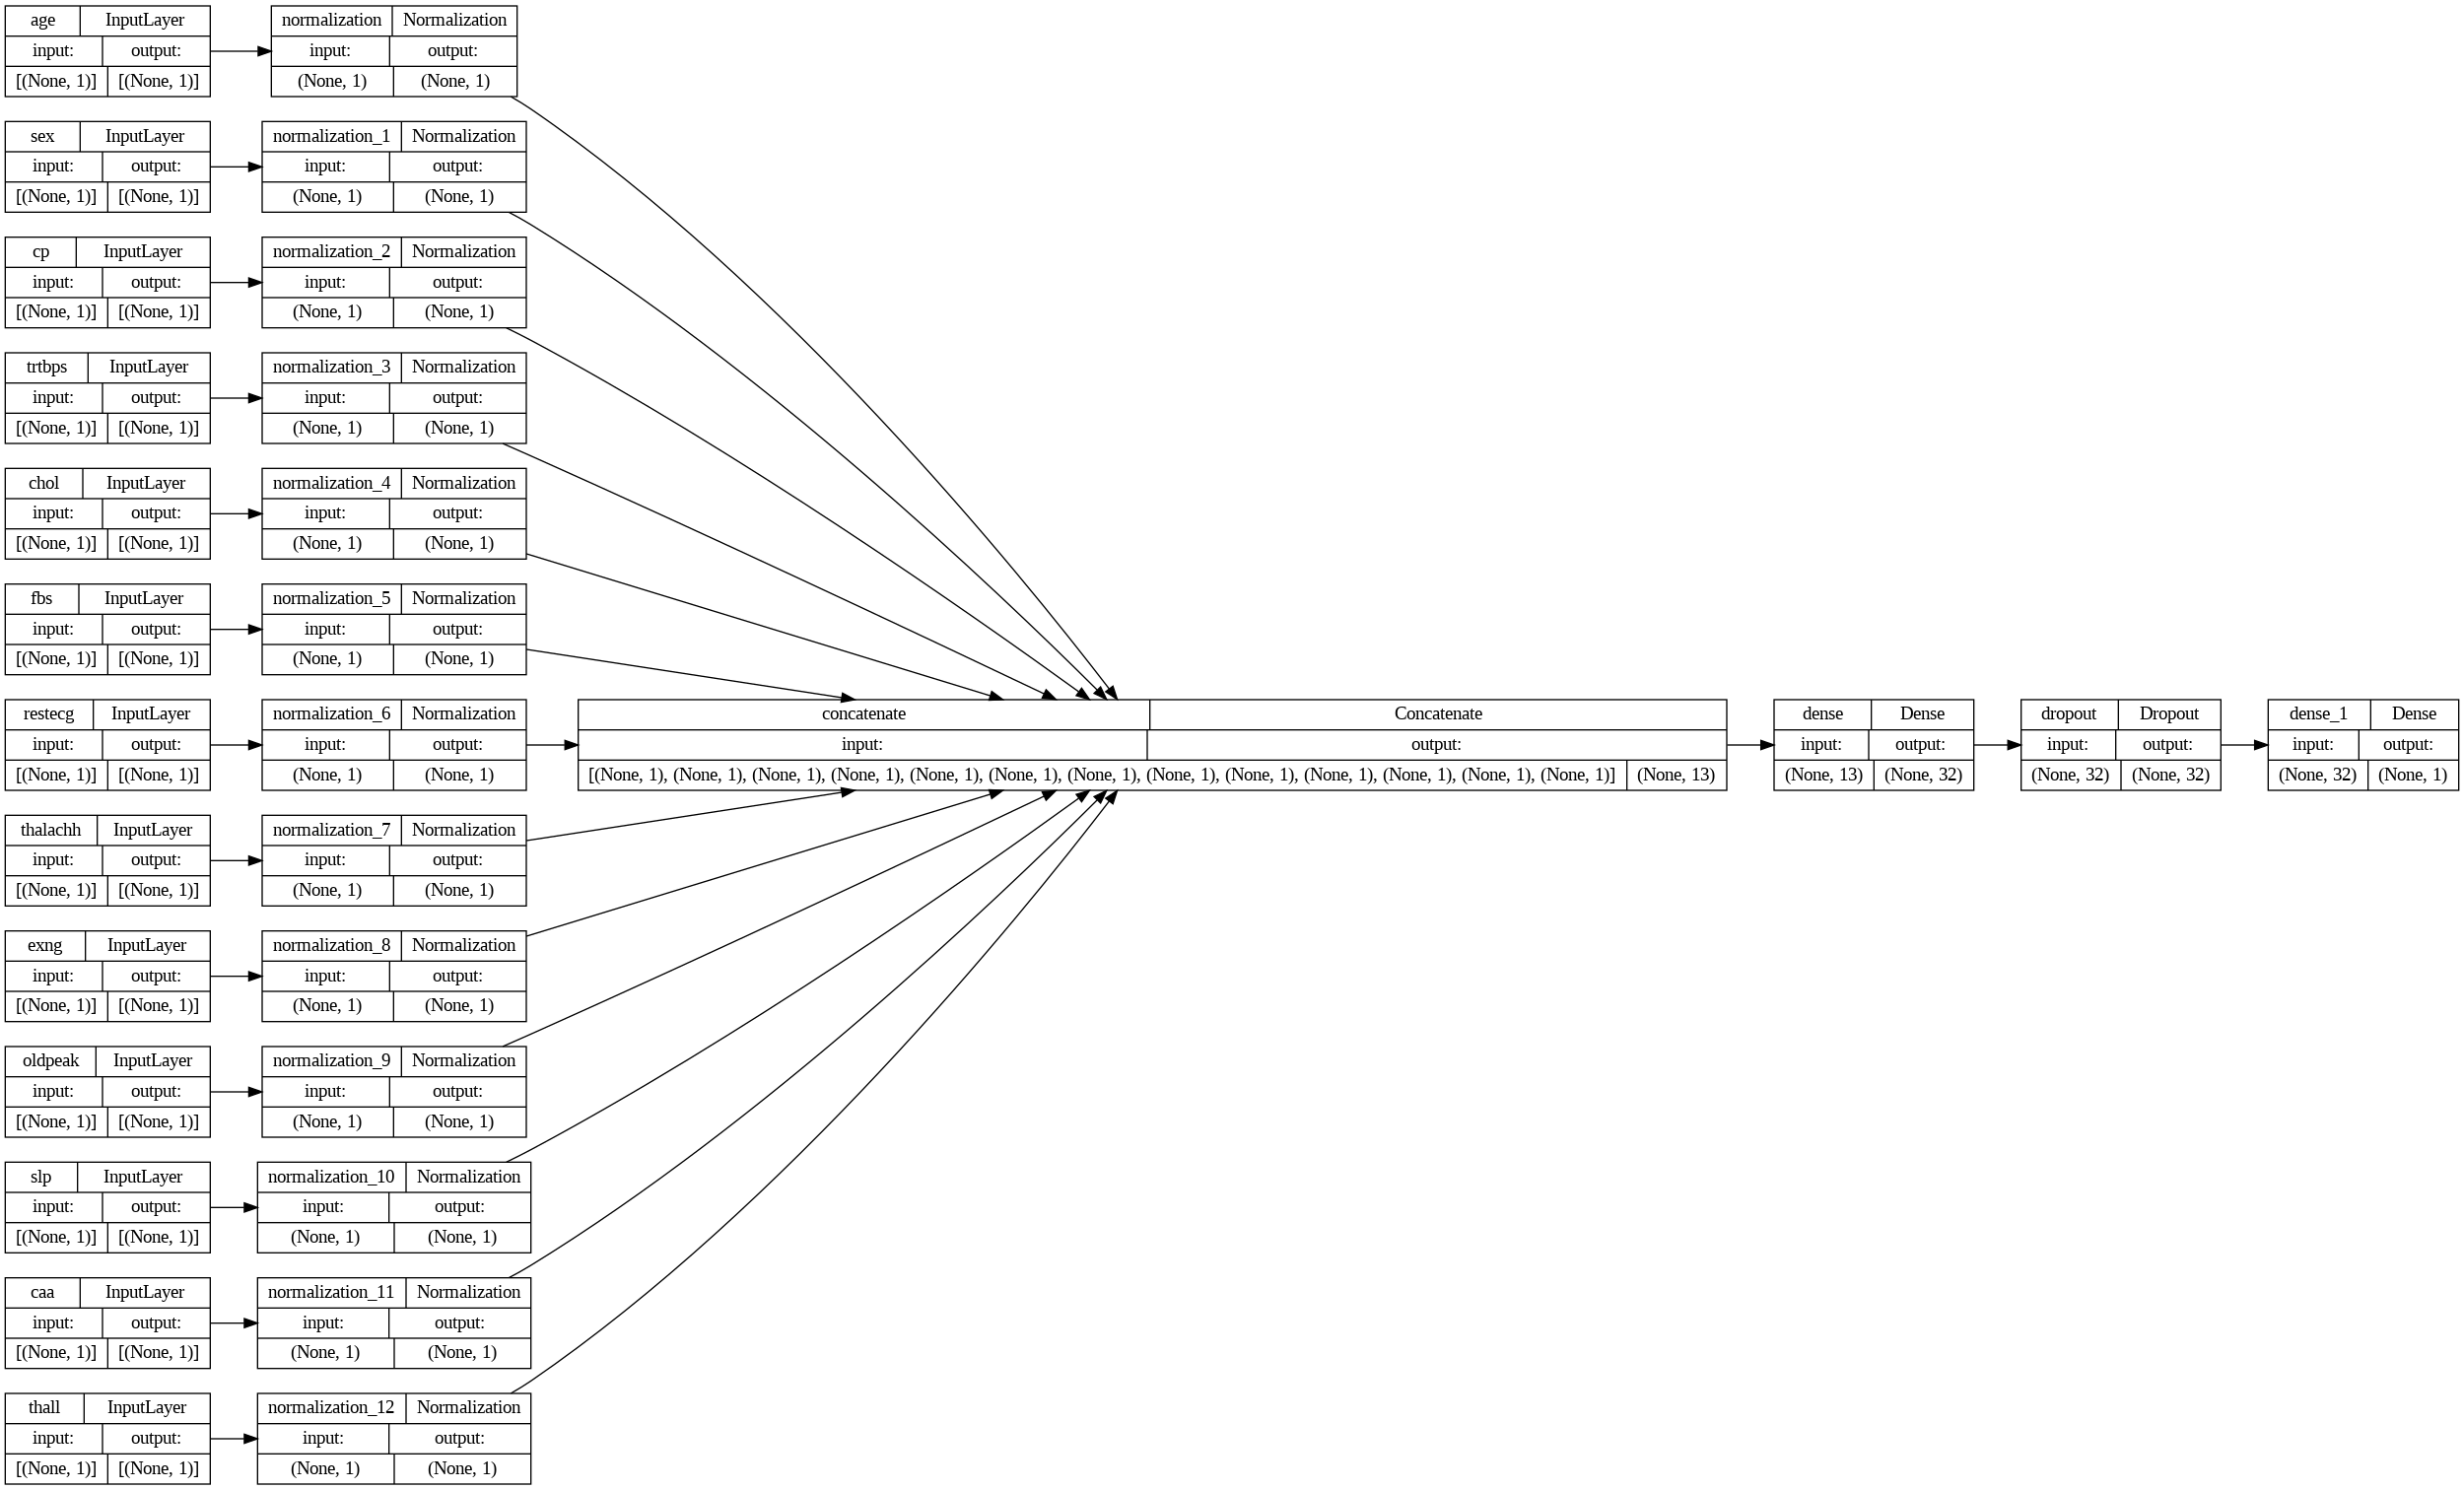 age InputLayer
input: output:
[(None, 1)] [(None, 1)]
normalization Normalization
input: output:
(None, 1) (None, 1)
sex InputLayer
input: output:
[(None, 1)] [(None, 1)]
normalization_1 Normalization
input: output:
(None, 1) (None, 1)
cp InputLayer
input: output:
[(None, 1)] [(None, 1)]
normalization_2 Normalization
input: output:
(None, 1) (None, 1)
trtbps InputLayer
input: output:
[(None, 1)] [(None, 1)]
normalization_3 Normalization
input: output:
(None, 1) (None, 1)
chol InputLayer
input: output:
[(None, 1)] [(None, 1)]
normalization_4 Normalization
input: output:
(None, 1) (None, 1)
fbs InputLayer
input: output:
[(None, 1)] [(None, 1)]
normalization_5 Normalization
input: output:
(None, 1) (None, 1)
restecg InputLayer
input: output:
[(None, 1)] [(None, 1)]
normalization_6 Normalization
input: output:
(None, 1) (None, 1)
thalachh InputLayer
input: output:
[(None, 1)] [(None, 1)]
normalization_7 Normalization
input: output:
(None, 1) (None, 1)
exng InputLayer
input: output:
[(None, 1)] [(None, 1)]
normalization_8 Normalization
input: output:
(None, 1) (None, 1)
oldpeak InputLayer
input: output:
[(None, 1)] [(None, 1)]
normalization_9 Normalization
input: output:
(None, 1) (None, 1)
slp InputLayer
input: output:
[(None, 1)] [(None, 1)]
normalization_10 Normalization
input: output:
(None, 1) (None, 1)
caa InputLayer
input: output:
[(None, 1)] [(None, 1)]
normalization_11 Normalization
input: output:
(None, 1) (None, 1)
thall InputLayer
input: output:
[(None, 1)] [(None, 1)]
normalization_12 Normalization
input: output:
(None, 1) (None, 1)
concatenate Concatenate
input: output:
[(None, 1), (None, 1), (None, 1), (None, 1), (None, 1), (None, 1), (None, 1), (None, 1), (None, 1), (None, 1), (None, 1), (None, 1), (None, 1)] (None, 13)
dense Dense
input: output:
(None, 13) (None, 32)
dropout Dropout
input: output:
(None, 32) (None, 32)
dense_1 Dense
input: output:
(None, 32) (None, 1)